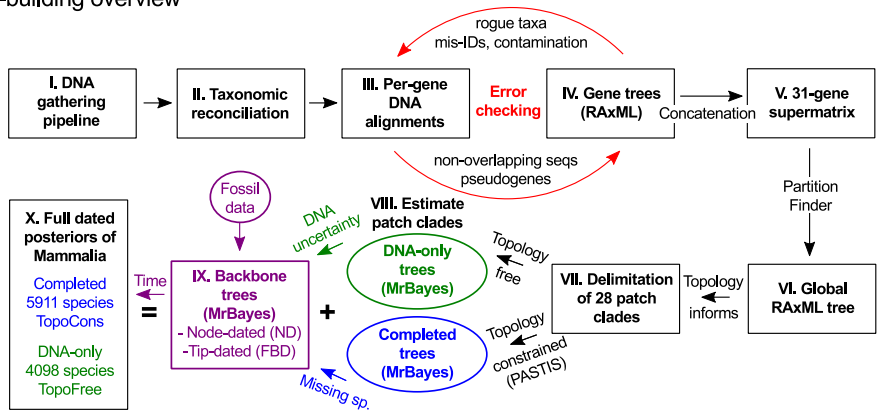 -building overview
rogue taxa
mis-IDs, contamination
I. DNA
gathering
pipeline
II. Taxonomic
reconciliation
III. Per-gene
DNA
alignments
Error
checking
IV. Gene trees
(RAxML)
Concatenation
V. 31-gene
supermatrix
non-overlapping seqs
pseudogenes
Partition
Finder
Fossil
data
VIII. Estimate
patch clades
DNA
uncertainty
X. Full dated
posteriors of
Mammalia
Completed
5911 species
TopoCons
DNA-only
4098 species
TopoFree
Time
=
IX. Backbone
trees
(MrBayes)
- Node-dated (ND)
-Tip-dated (FBD)
+
DNA-only
trees
(MrBayes)
Completed
trees
(MrBayes)
Missing sp.
Topology
free
Topology
constrained
(PASTIS)
VII. Delimitation
of 28 patch
clades
Topology
informs
VI. Global
RAxML tree